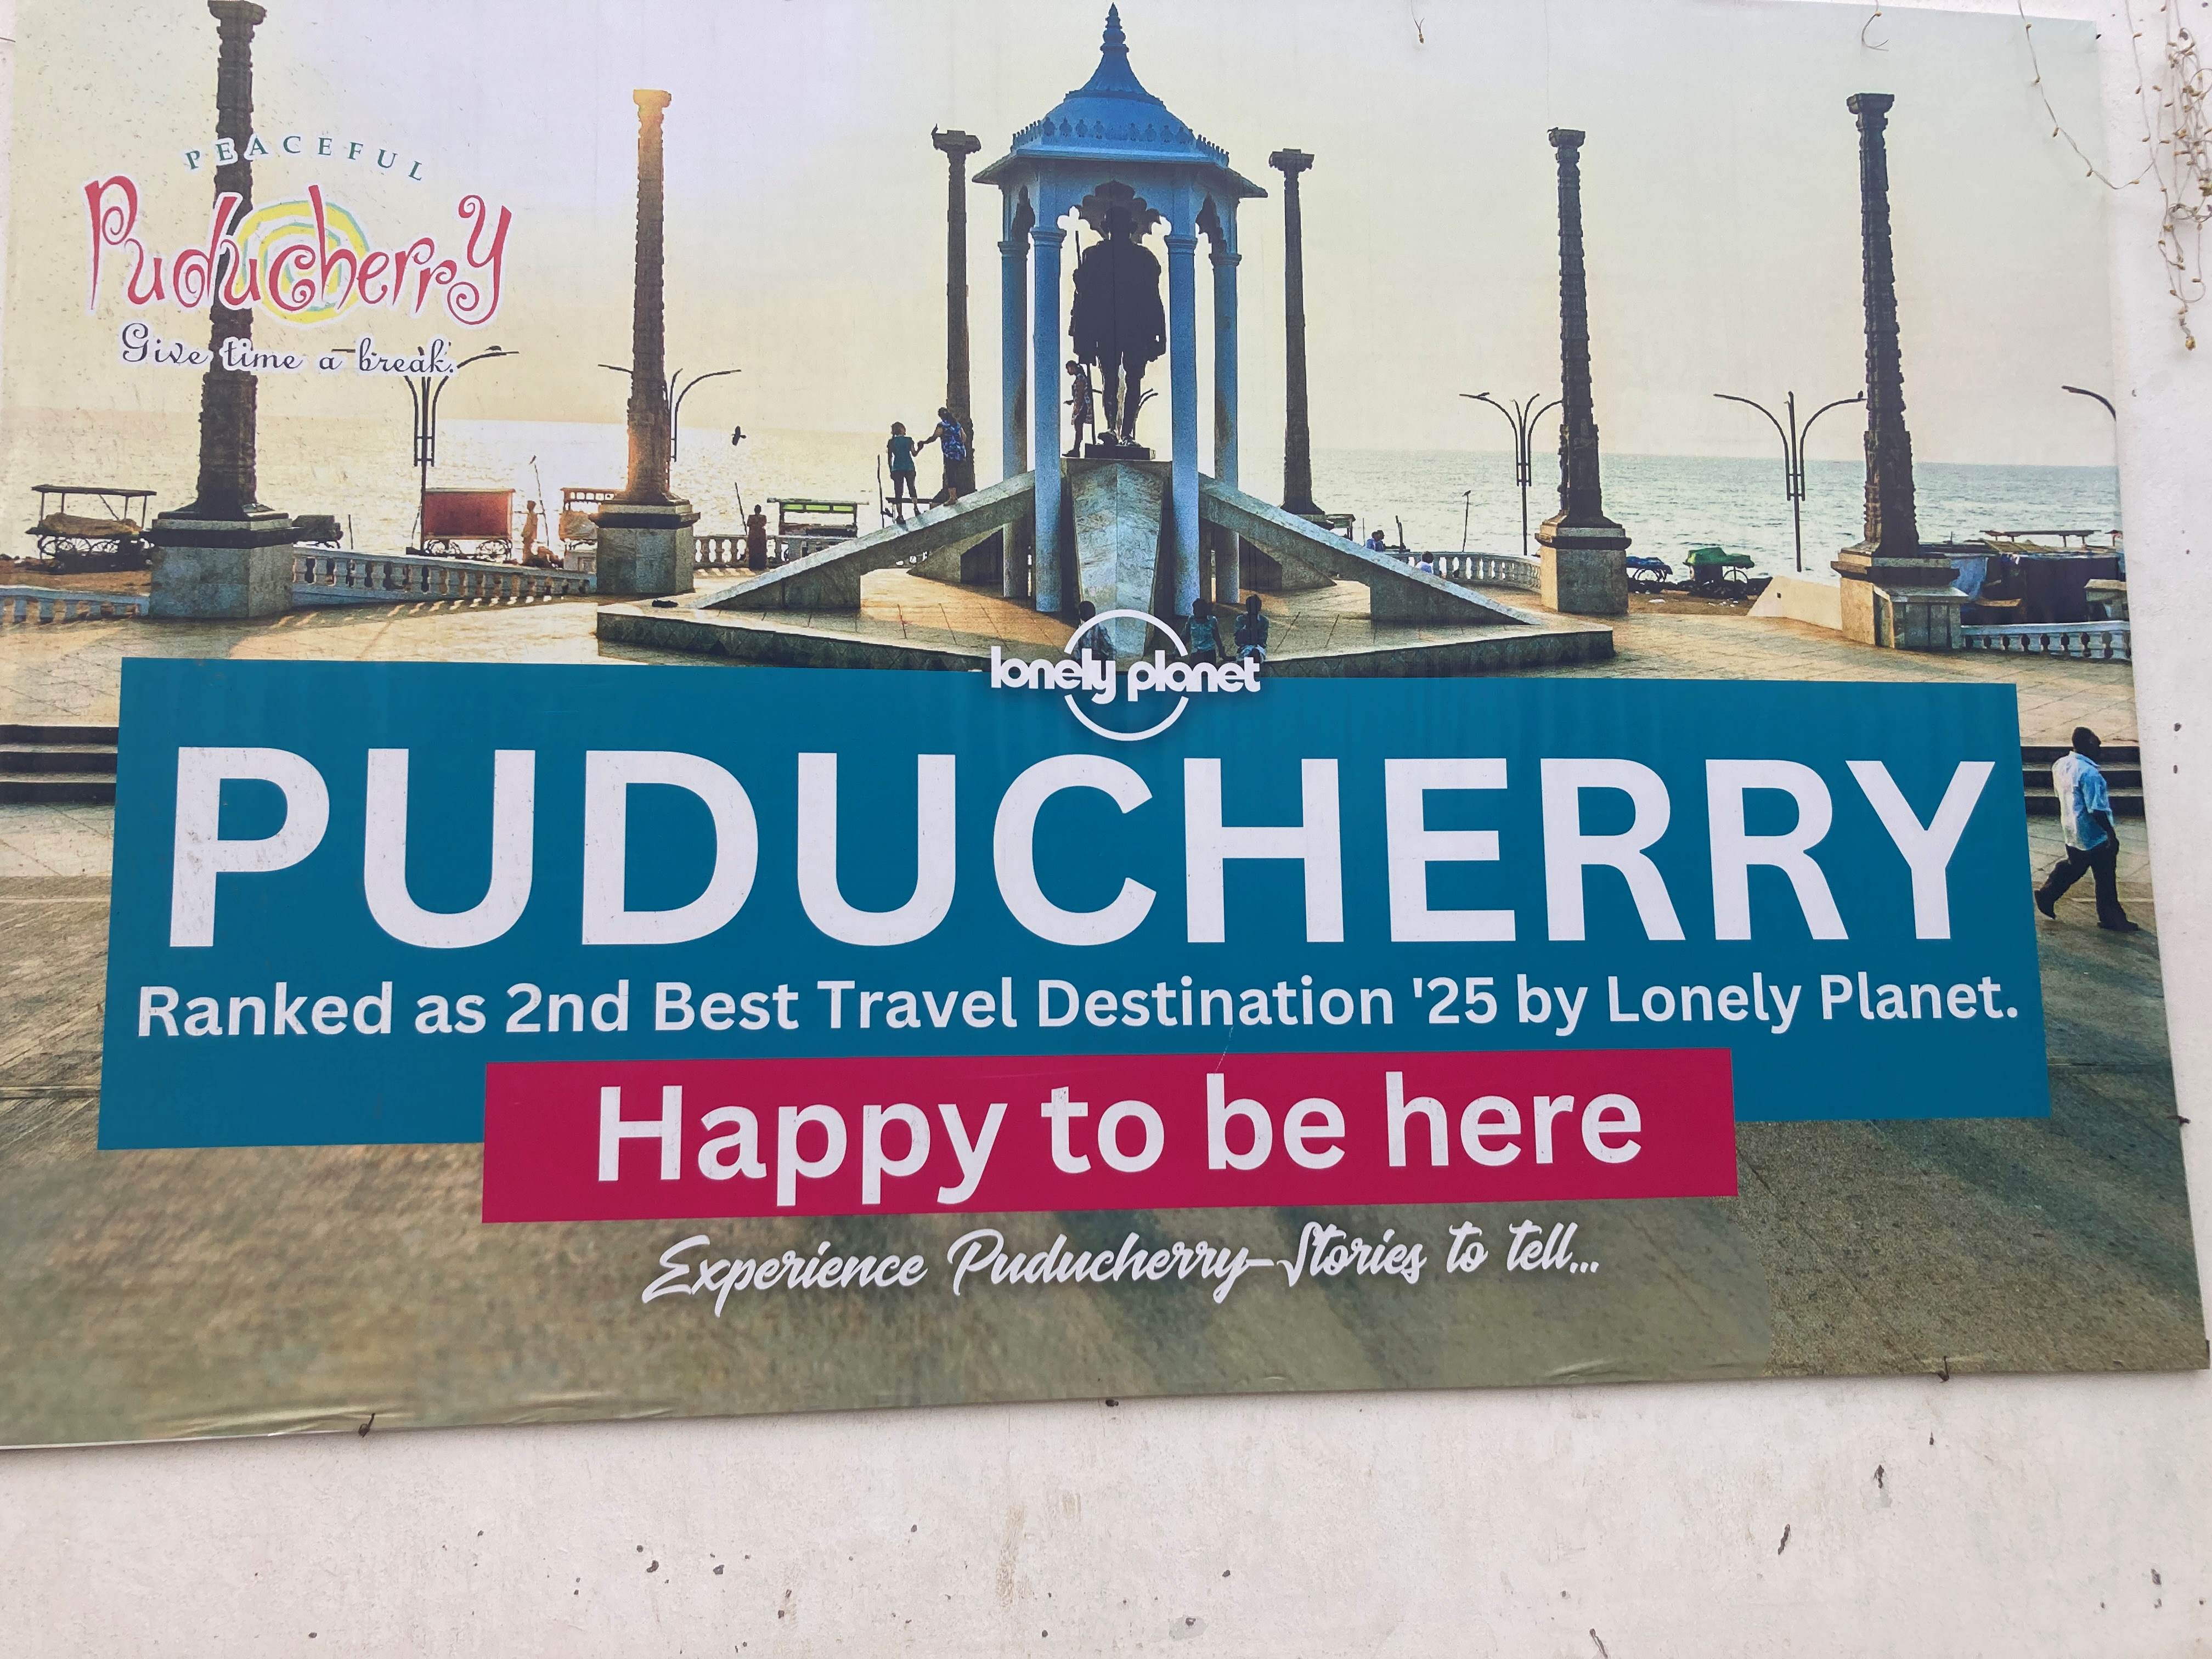 PEACEFUL
Puducherry
Give time a break.
lonely planet
PUDUCHERRY
Ranked as 2nd Best Travel Destination '25 by Lonely Planet.
Happy to be here
Experience Puducherry-Stories to tell...